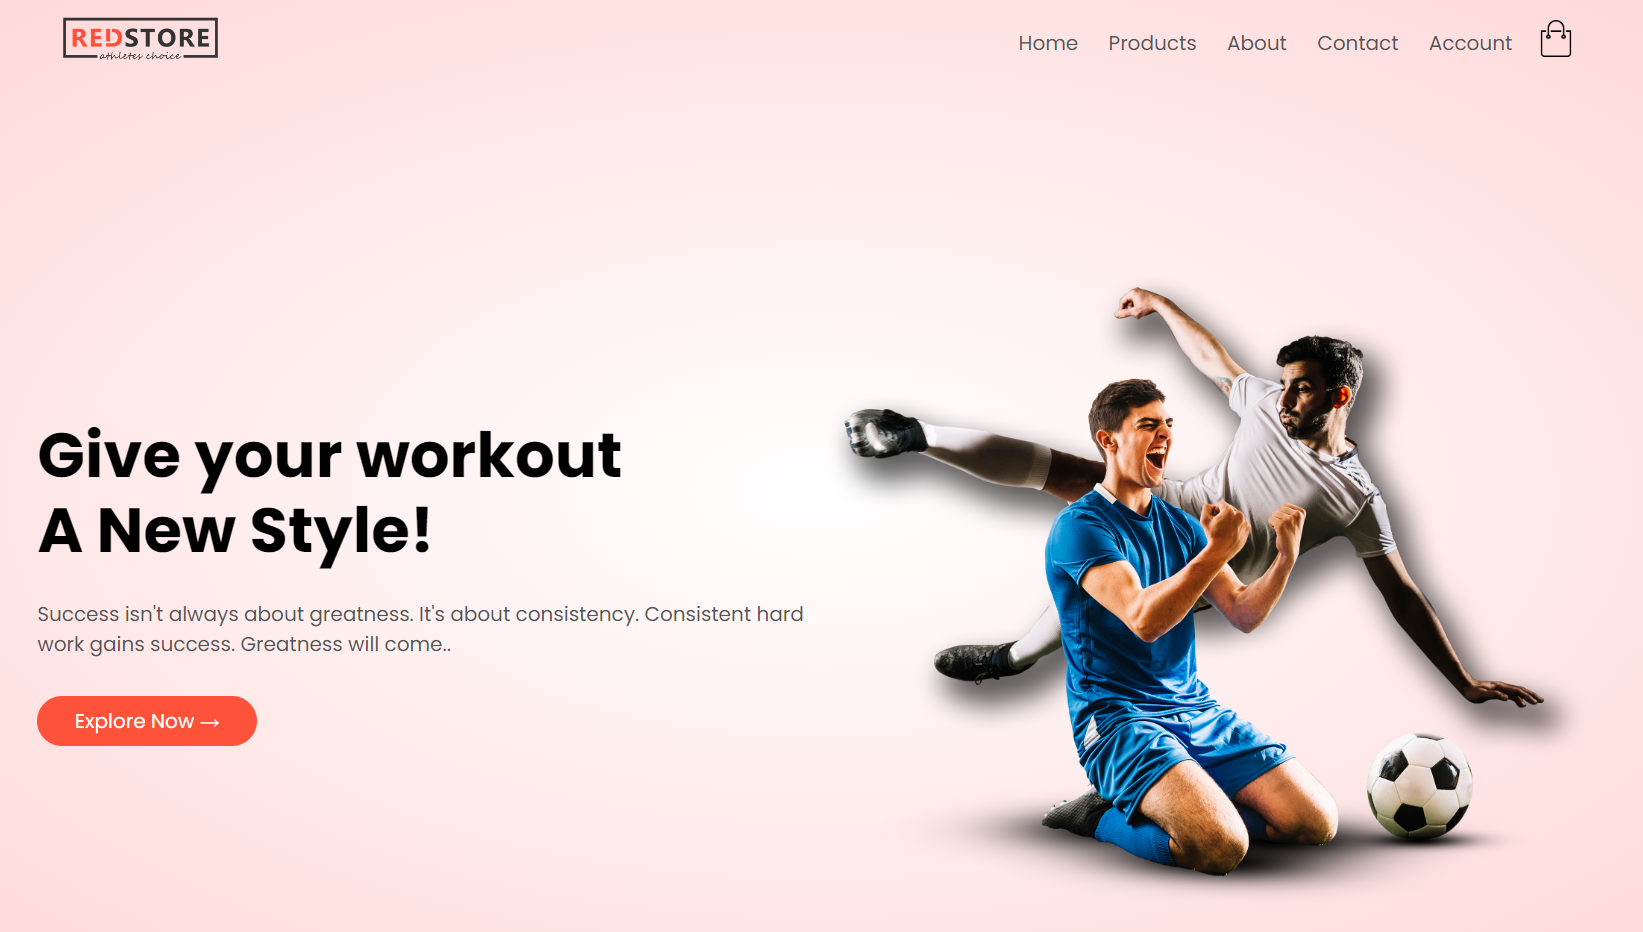 REDSTORE
athletes choice
Home Products About Contact Account
Give your workout
A New Style!
Success isn't always about greatness. It's about consistency. Consistent hard
work gains success. Greatness will come..
Explore Now →